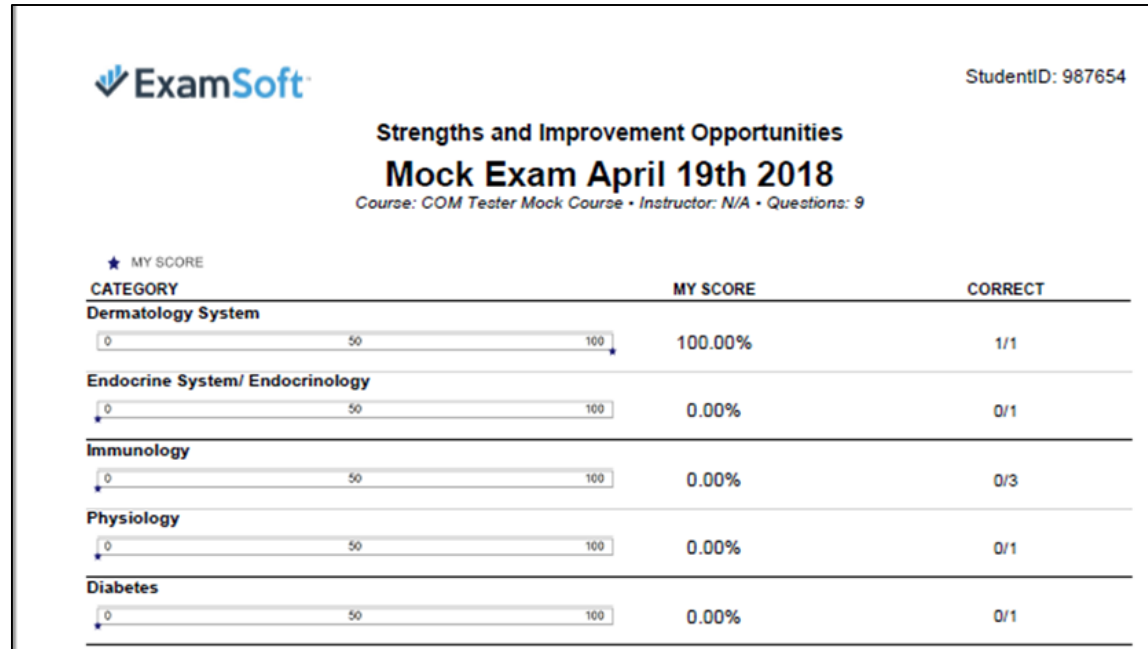 ExamSoft
StudentID: 987654
Strengths and Improvement Opportunities
Mock Exam April 19th 2018
Course: COM Tester Mock Course • Instructor: N/A • Questions: 9
MY SCORE
CATEGORY MY SCORE CORRECT
Dermatology System
0 50 100 100.00% 1/1
Endocrine System/ Endocrinology
0 50 100 0.00% 0/1
Immunology
0 50 100 0.00% 0/3
Physiology
0 50 100 0.00% 0/1
Diabetes
0 50 100 0.00% 0/1